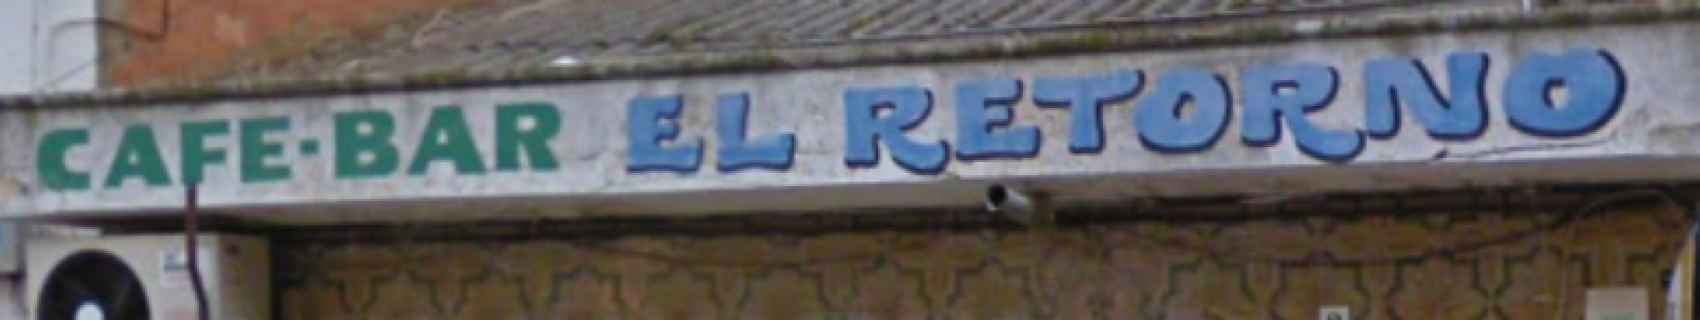 CAFE·BAR EL RETORNO